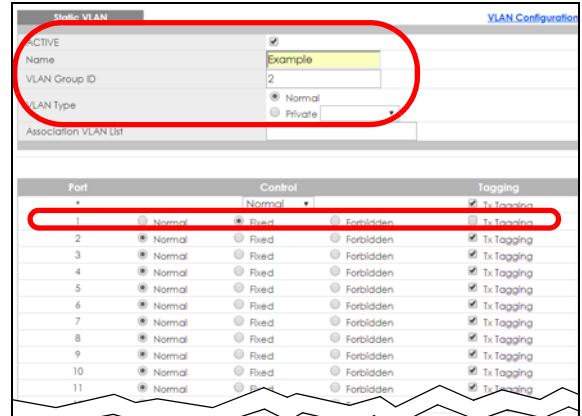 Static VLAN VLAN Configuration
ACTIVE
Name Example
VLAN Group ID 2
VLAN Type Normal
Private
Association VLAN List
Port Control Tagging
* Normal Tx Tagging
1 Normal Fixed Forbidden Tx Tagging
2 Normal Fixed Forbidden Tx Tagging
3 Normal Fixed Forbidden Tx Tagging
4 Normal Fixed Forbidden Tx Tagging
5 Normal Fixed Forbidden Tx Tagging
6 Normal Fixed Forbidden Tx Tagging
7 Normal Fixed Forbidden Tx Tagging
8 Normal Fixed Forbidden Tx Tagging
9 Normal Fixed Forbidden Tx Tagging
10 Normal Fixed Forbidden Tx Tagging
11 Normal Forbidden Tx Tagging